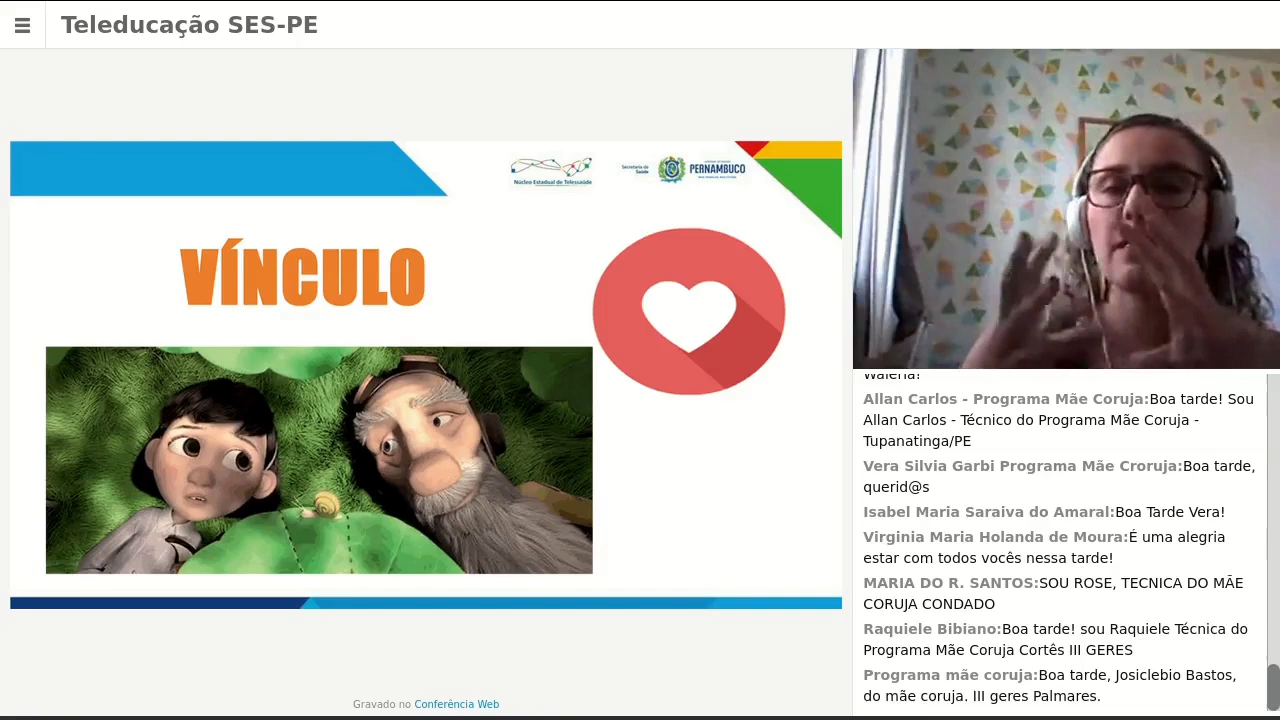 Teleducação SES-PE
Núcleo Estadual de Telessaúde
Secretaria de
Saúde
PERNAMBUCO
VÍNCULO
Waleria!
Allan Carlos - Programa Mãe Coruja:Boa tarde! Sou
Allan Carlos - Técnico do Programa Mãe Coruja -
Tupanatinga/PE
Vera Silvia Garbi Programa Mãe Croruja:Boa tarde,
querid@s
Isabel Maria Saraiva do Amaral:Boa Tarde Vera!
Virginia Maria Holanda de Moura:É uma alegria
estar com todos vocês nessa tarde!
MARIA DO R. SANTOS:SOU ROSE, TECNICA DO MÃE
CORUJA CONDADO
Raquiele Bibiano:Boa tarde! sou Raquiele Técnica do
Programa Mãe Coruja Cortês III GERES
Programa mãe coruja:Boa tarde, Josiclebio Bastos,
do mãe coruja. III geres Palmares.
Gravado no Conferência Web